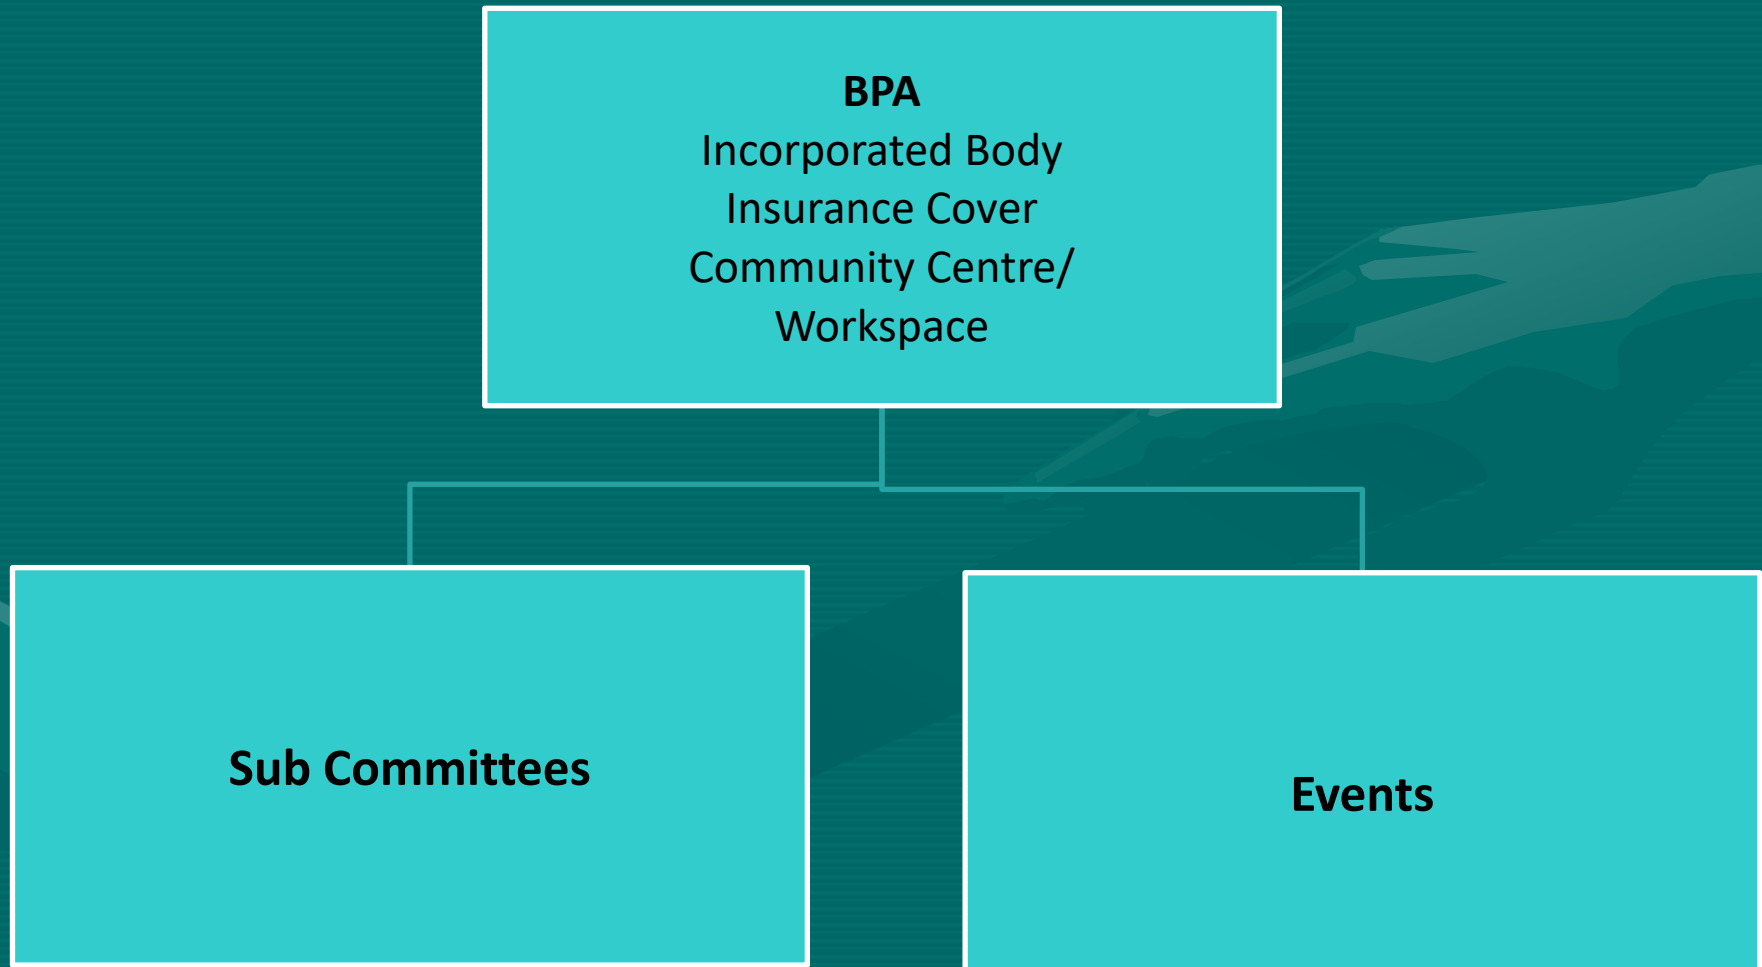 BPA
Incorporated Body
Insurance Cover
Community Centre/
Workspace
Sub Committees
Events